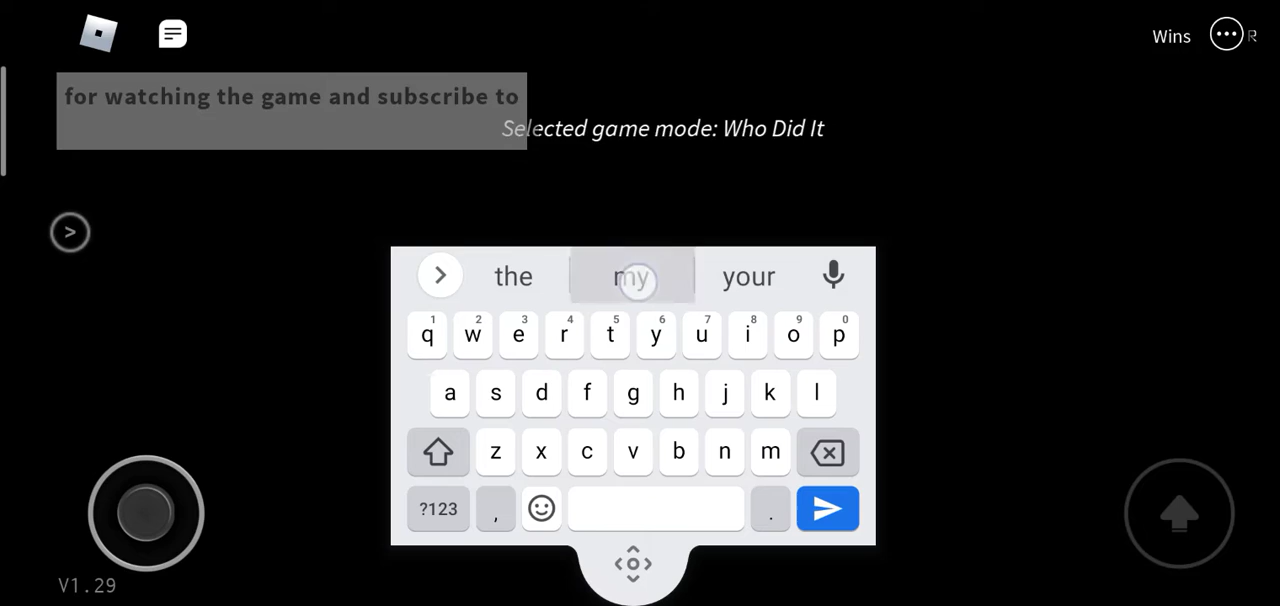 Wins
R
for watching the game and subscribe to
Selected game mode: Who Did It
>
the my your
1 2 3 4 5 6 7 8 9 0
q w e r t y u i o p
a s d f g h j k l
z x c v b n m
?123 , .
V1.29